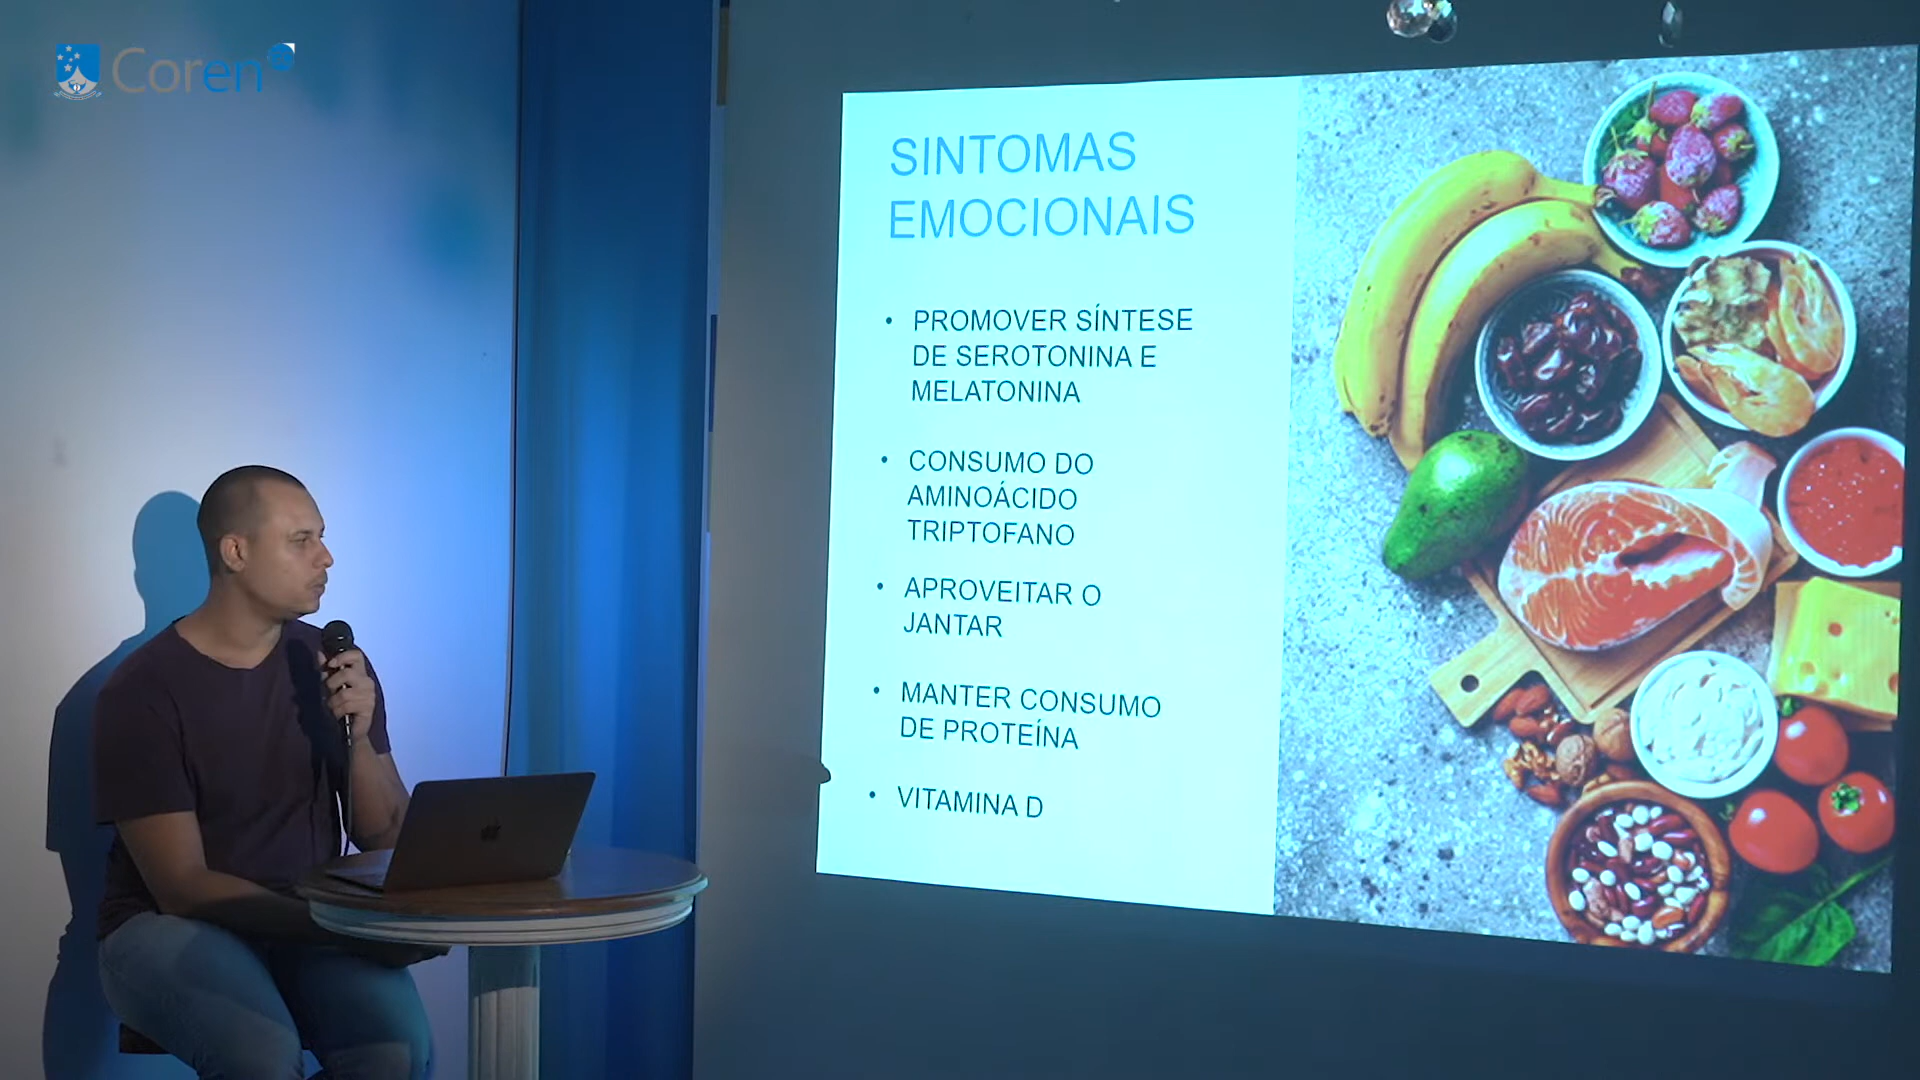 Coren
SINTOMAS
EMOCIONAIS
• PROMOVER SÍNTESE
DE SEROTONINA E
MELATONINA
• CONSUMO DO
AMINOÁCIDO
TRIPTOFANO
• APROVEITAR O
JANTAR
• MANTER CONSUMO
DE PROTEÍNA
• VITAMINA D